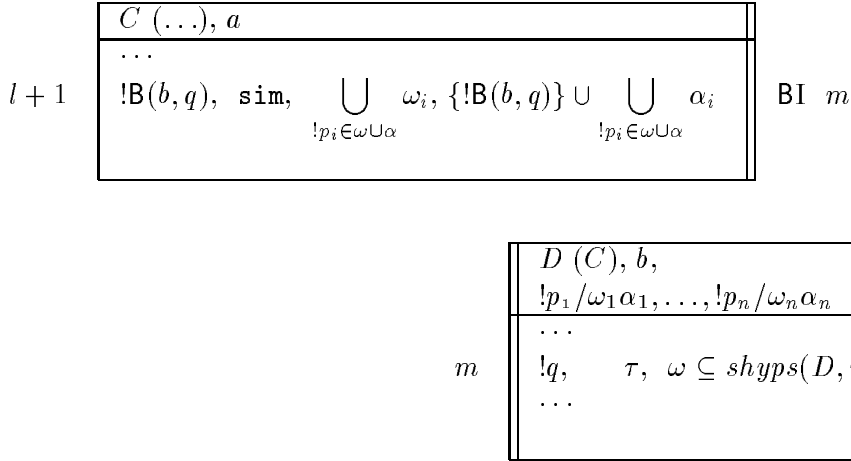 C (...), a
...
l + 1 !B(b, q), sim, ⋃ ω_i, {!B(b, q)} ∪ ⋃ α_i BI m
!p_i∈ω∪α !p_i∈ω∪α
D (C), b,
!p_1/ω_1α_1, ..., !p_n/ω_nα_n
...
m !q, τ, ω ⊆ shyps(D,
...